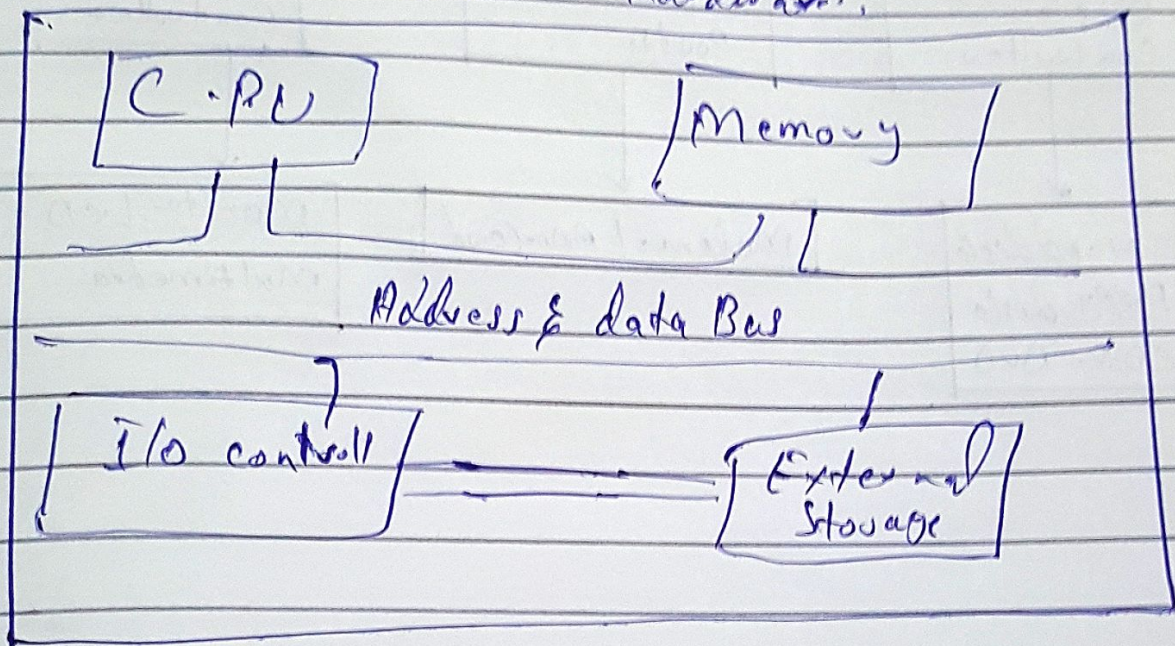 C.PU
Memory
Address & data Bus
I/O controll
External
Storage